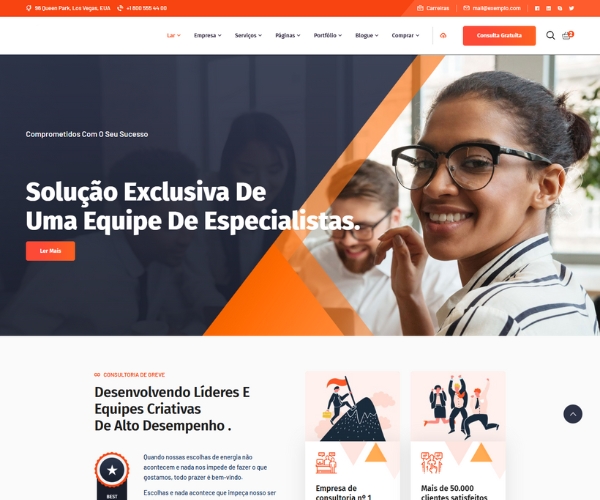 98 Queen Park, Los Vegas, EUA
+1 800 555 44 00
Carreiras
mail@exemplo.com
Lar
Empresa
Serviços
Páginas
Portfólio
Blogue
Comprar
Consulta Gratuita
Comprometidos Com O Seu Sucesso
Solução Exclusiva De
Uma Equipe De Especialistas.
Ler Mais
CONSULTORIA DE GREVE
Desenvolvendo Líderes E
Equipes Criativas
De Alto Desempenho .
Quando nossas escolhas de energia não
acontecem e nada nos impede de fazer o que
gostamos, todo prazer é bem-vindo.
Escolhas e nada acontece que impeça nosso ser
BEST
Empresa de
consultoria nº 1
Mais de 50.000
clientes satisfeitos